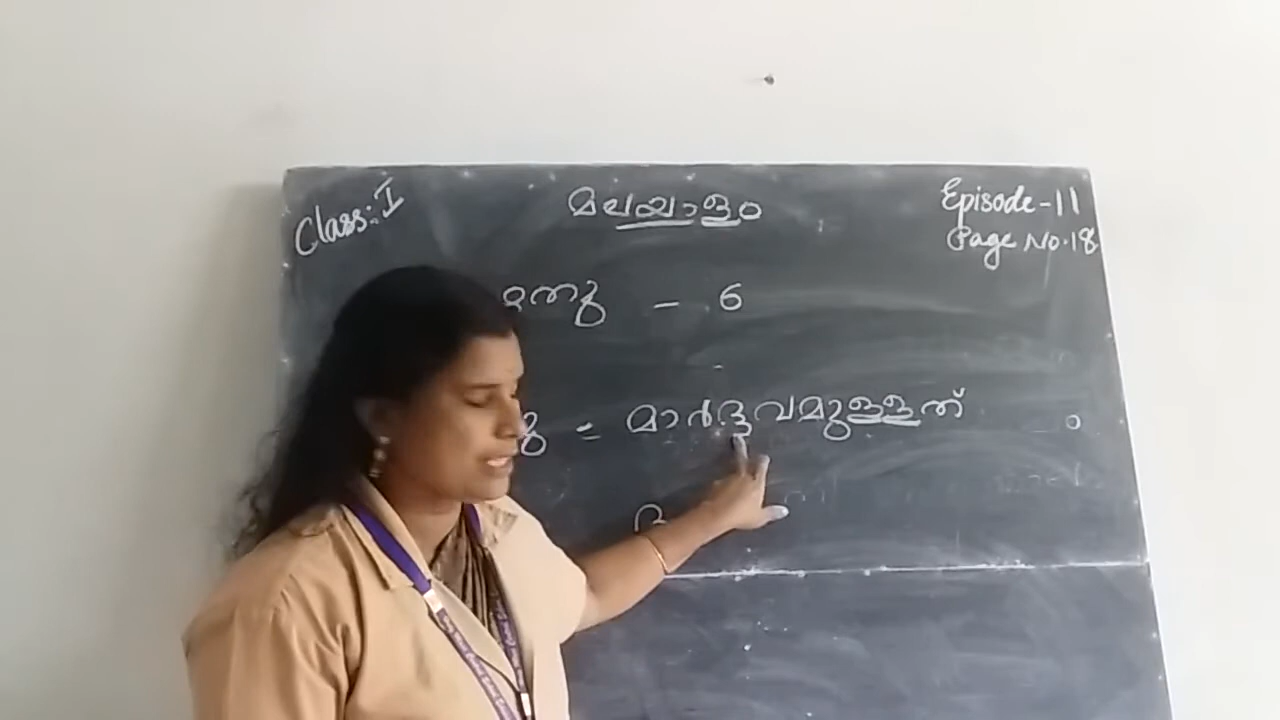 Class: I
മലയാളം
Episode-11
Page No.18
- 6
= മാർദ്ദവമുള്ളത്